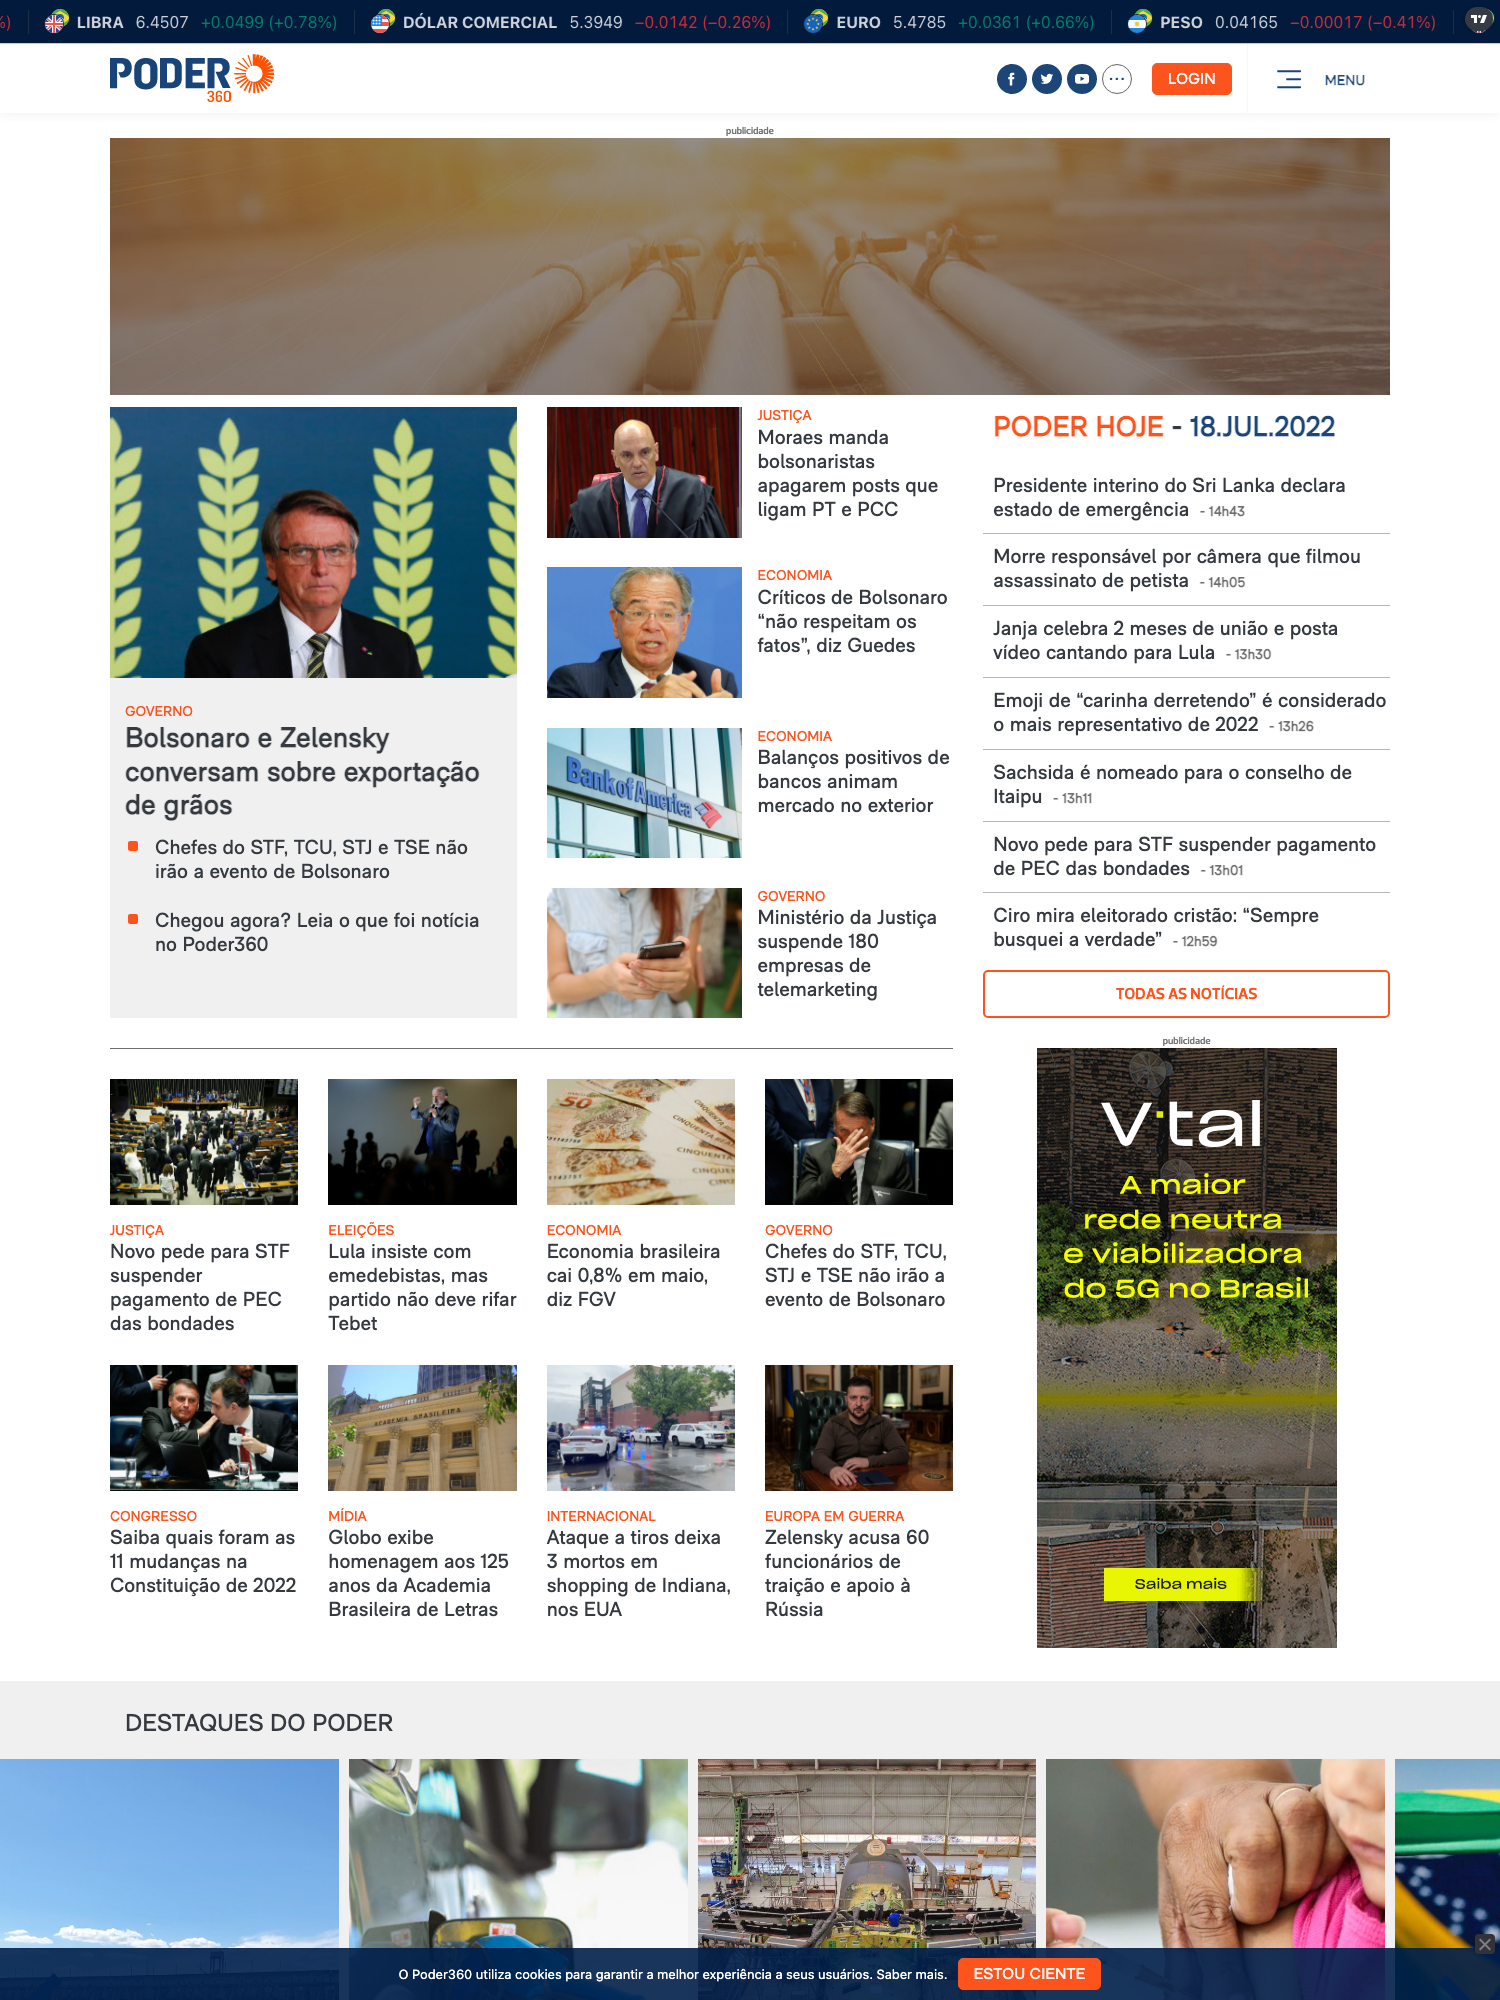 %)
LIBRA 6.4507 +0.0499 (+0.78%)
DÓLAR COMERCIAL 5.3949 −0.0142 (−0.26%)
EURO 5.4785 +0.0361 (+0.66%)
PESO 0.04165 −0.00017 (−0.41%)
PODER
360
LOGIN
MENU
publicidade
GOVERNO
Bolsonaro e Zelensky
conversam sobre exportação
de grãos
Chefes do STF, TCU, STJ e TSE não
irão a evento de Bolsonaro
Chegou agora? Leia o que foi notícia
no Poder360
JUSTIÇA
Moraes manda
bolsonaristas
apagarem posts que
ligam PT e PCC
ECONOMIA
Críticos de Bolsonaro
“não respeitam os
fatos”, diz Guedes
Bank of America
ECONOMIA
Balanços positivos de
bancos animam
mercado no exterior
GOVERNO
Ministério da Justiça
suspende 180
empresas de
telemarketing
PODER HOJE - 18.JUL.2022
Presidente interino do Sri Lanka declara
estado de emergência - 14h43
Morre responsável por câmera que filmou
assassinato de petista - 14h05
Janja celebra 2 meses de união e posta
vídeo cantando para Lula - 13h30
Emoji de “carinha derretendo” é considerado
o mais representativo de 2022 - 13h26
Sachsida é nomeado para o conselho de
Itaipu - 13h11
Novo pede para STF suspender pagamento
de PEC das bondades - 13h01
Ciro mira eleitorado cristão: “Sempre
busquei a verdade” - 12h59
TODAS AS NOTÍCIAS
publicidade
V·tal
A maior
rede neutra
e viabilizadora
do 5G no Brasil
Saiba mais
JUSTIÇA
Novo pede para STF
suspender
pagamento de PEC
das bondades
ELEIÇÕES
Lula insiste com
emedebistas, mas
partido não deve rifar
Tebet
50
CINQUENTA
CINQUENTA
CINQUENTA
ECONOMIA
Economia brasileira
cai 0,8% em maio,
diz FGV
GOVERNO
Chefes do STF, TCU,
STJ e TSE não irão a
evento de Bolsonaro
CONGRESSO
Saiba quais foram as
11 mudanças na
Constituição de 2022
ACADEMIA BRASILEIRA
MÍDIA
Globo exibe
homenagem aos 125
anos da Academia
Brasileira de Letras
INTERNACIONAL
Ataque a tiros deixa
3 mortos em
shopping de Indiana,
nos EUA
EUROPA EM GUERRA
Zelensky acusa 60
funcionários de
traição e apoio à
Rússia
DESTAQUES DO PODER
O Poder360 utiliza cookies para garantir a melhor experiência a seus usuários. Saber mais.
ESTOU CIENTE